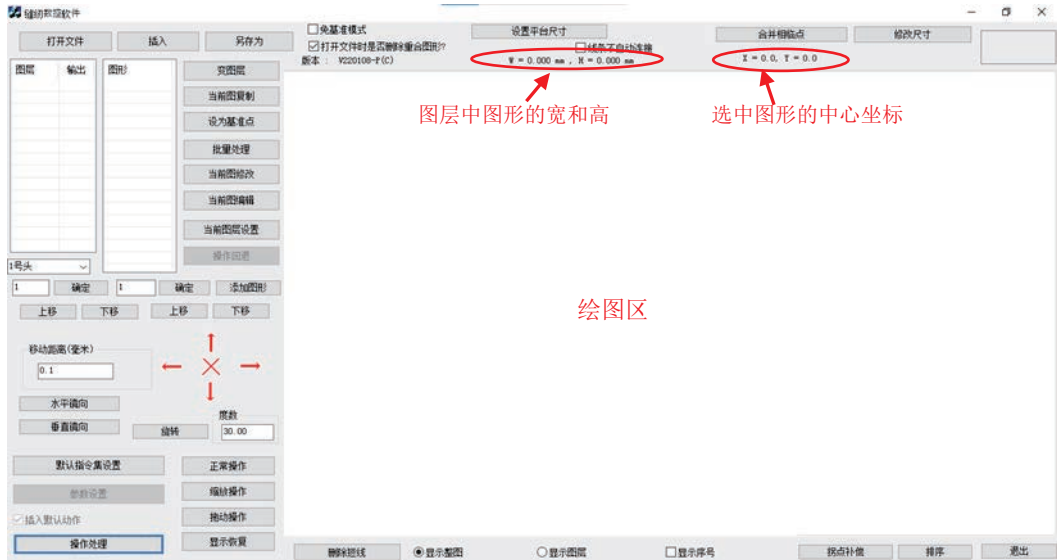 缝纫数控软件
打开文件 插入 另存为
免基准模式
打开文件时是否删除重合图形?
版本 : V220108-P(C)
设置平台尺寸
线条不自动连接
W = 0.000 mm , H = 0.000 mm
合并相临点
修改尺寸
X = 0.0, Y = 0.0
图层中图形的宽和高
选中图形的中心坐标
图层 输出 图形
变图层
当前图复制
设为基准点
批量处理
当前图修改
当前图编辑
当前图层设置
操作回退
1号头
1 确定 1 确定 添加图形
上移 下移 上移 下移
绘图区
移动距离(毫米)
0.1
水平镜向
垂直镜向
旋转
度数
30.00
默认指令集设置
参数设置
插入默认动作
操作处理
正常操作
缩放操作
拖动操作
显示恢复
删除短线 显示整图 显示图层 显示序号 拐点补偿 排序 退出